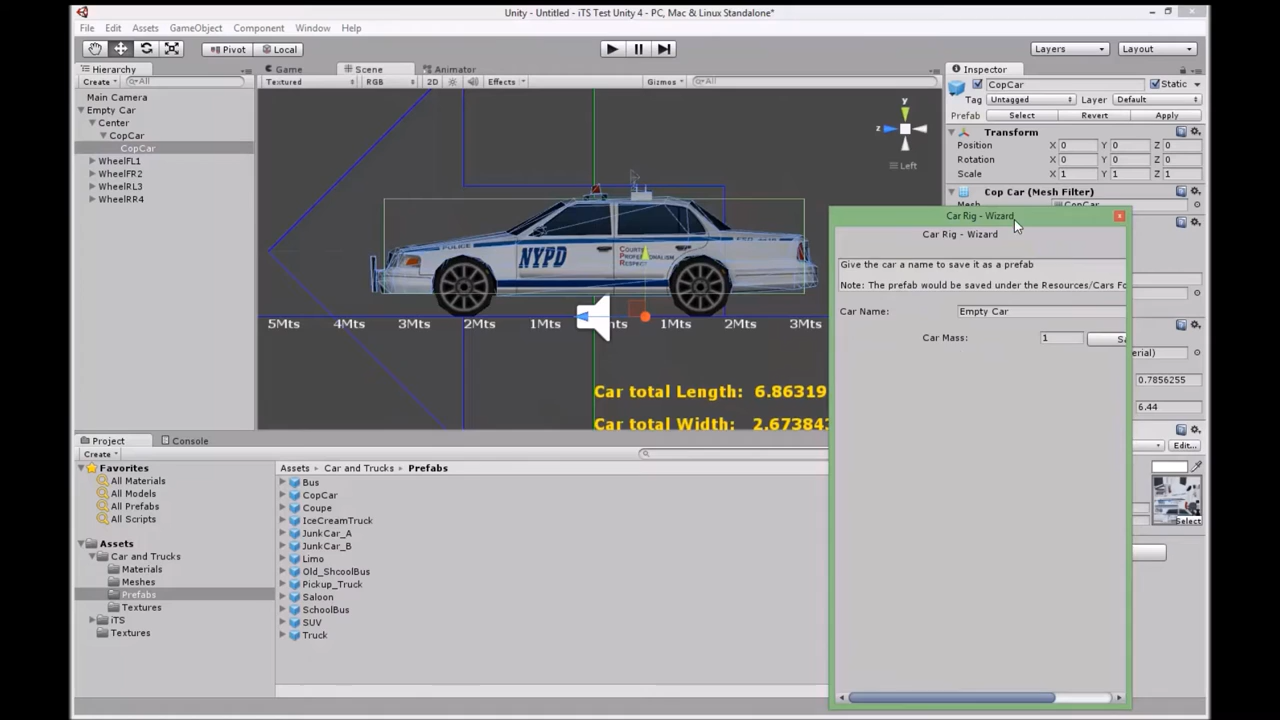 Unity - Untitled - iTS Test Unity 4 - PC, Mac & Linux Standalone*
File Edit Assets GameObject Component Window Help
Pivot Local Layers Layout
Hierarchy
Create All
Main Camera
Empty Car
Center
CopCar
CopCar
WheelFL1
WheelFR2
WheelRL3
WheelRR4
Game Scene Animator
Textured RGB 2D Effects Gizmos All
y
z
Left
POLICE
NYPD
5Mts 4Mts 3Mts 2Mts 1Mts 1Mts 2Mts 3Mts
Car total Length: 6.86319
Car total Width: 2.67384
Inspector
CopCar Static
Tag Untagged Layer Default
Prefab Select Revert Apply
Transform
Position X 0 Y 0 Z 0
Rotation X 0 Y 0 Z 0
Scale X 1 Y 1 Z 1
Cop Car (Mesh Filter)
Mesh CopCar
Car Rig - Wizard
Car Rig - Wizard
Give the car a name to save it as a prefab
Note: The prefab would be saved under the Resources/Cars Fo
Car Name: Empty Car
Car Mass: 1 Sa
erial)
0.7856255
6.44
Edit...
Select
Project Console
Create
Favorites
All Materials
All Models
All Prefabs
All Scripts
Assets
Car and Trucks
Materials
Meshes
Prefabs
Textures
iTS
Textures
Assets Car and Trucks Prefabs
Bus
CopCar
Coupe
IceCreamTruck
JunkCar_A
JunkCar_B
Limo
Old_ShcoolBus
Pickup_Truck
Saloon
SchoolBus
SUV
Truck